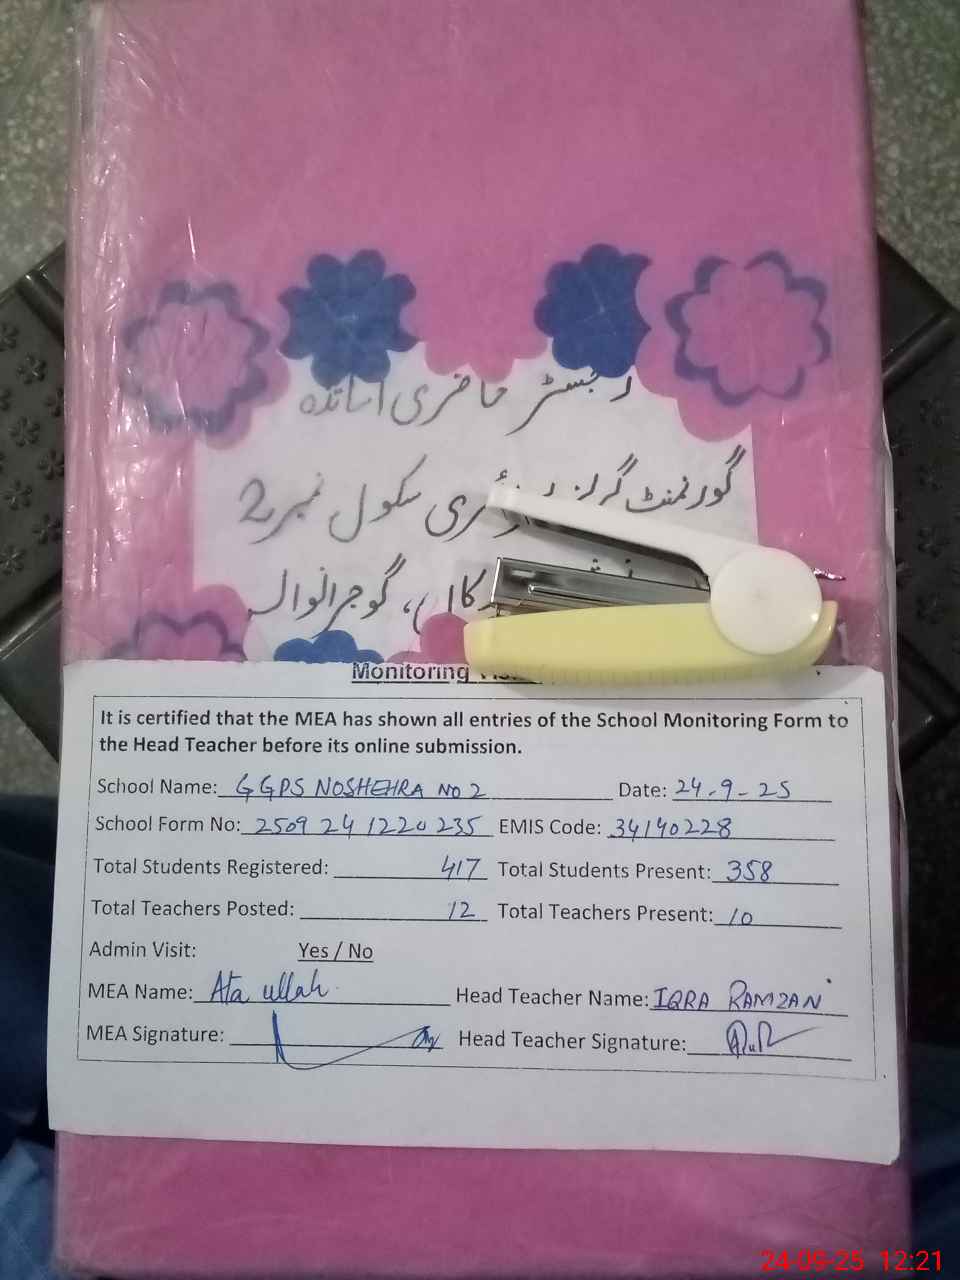 رجسٹر حاضری اساتذہ
گورنمنٹ گرلز پرائمری سکول نمبر 2
گوجرانوالہ
Monitoring
It is certified that the MEA has shown all entries of the School Monitoring Form to
the Head Teacher before its online submission.
School Name: GGPS NOSHEHRA NO 2 Date: 24-9-25
School Form No: 2509 24 1220 235 EMIS Code: 34140228
Total Students Registered: 417 Total Students Present: 358
Total Teachers Posted: 12 Total Teachers Present: 10
Admin Visit: Yes / No
MEA Name: Ata ullah Head Teacher Name: IQRA RAMZAN
MEA Signature: Head Teacher Signature:
24-09-25 12:21